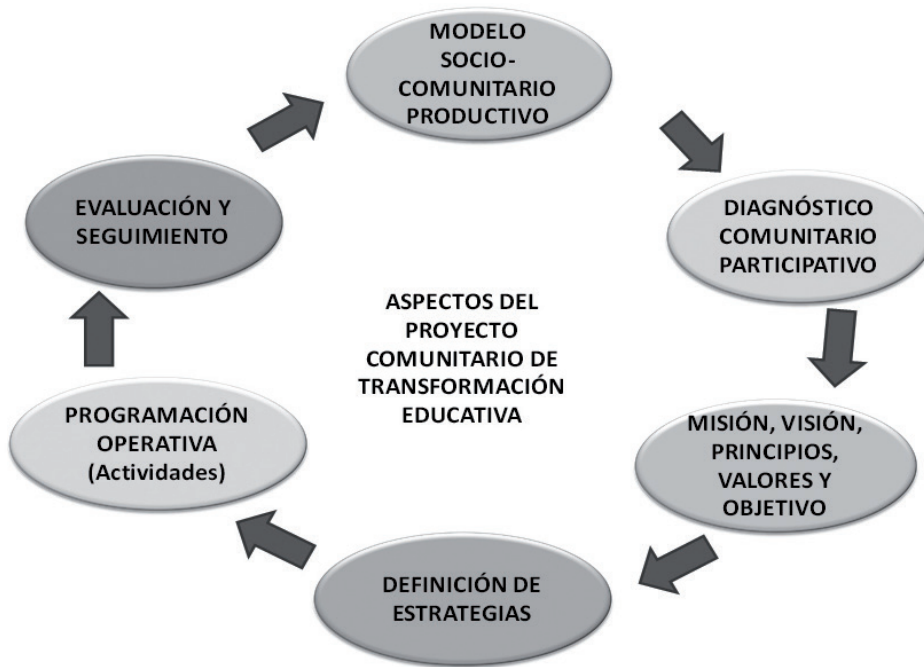 MODELO
SOCIO-
COMUNITARIO
PRODUCTIVO
DIAGNÓSTICO
COMUNITARIO
PARTICIPATIVO
MISIÓN, VISIÓN,
PRINCIPIOS,
VALORES Y
OBJETIVO
DEFINICIÓN DE
ESTRATEGIAS
PROGRAMACIÓN
OPERATIVA
(Actividades)
EVALUACIÓN Y
SEGUIMIENTO
ASPECTOS DEL
PROYECTO
COMUNITARIO DE
TRANSFORMACIÓN
EDUCATIVA